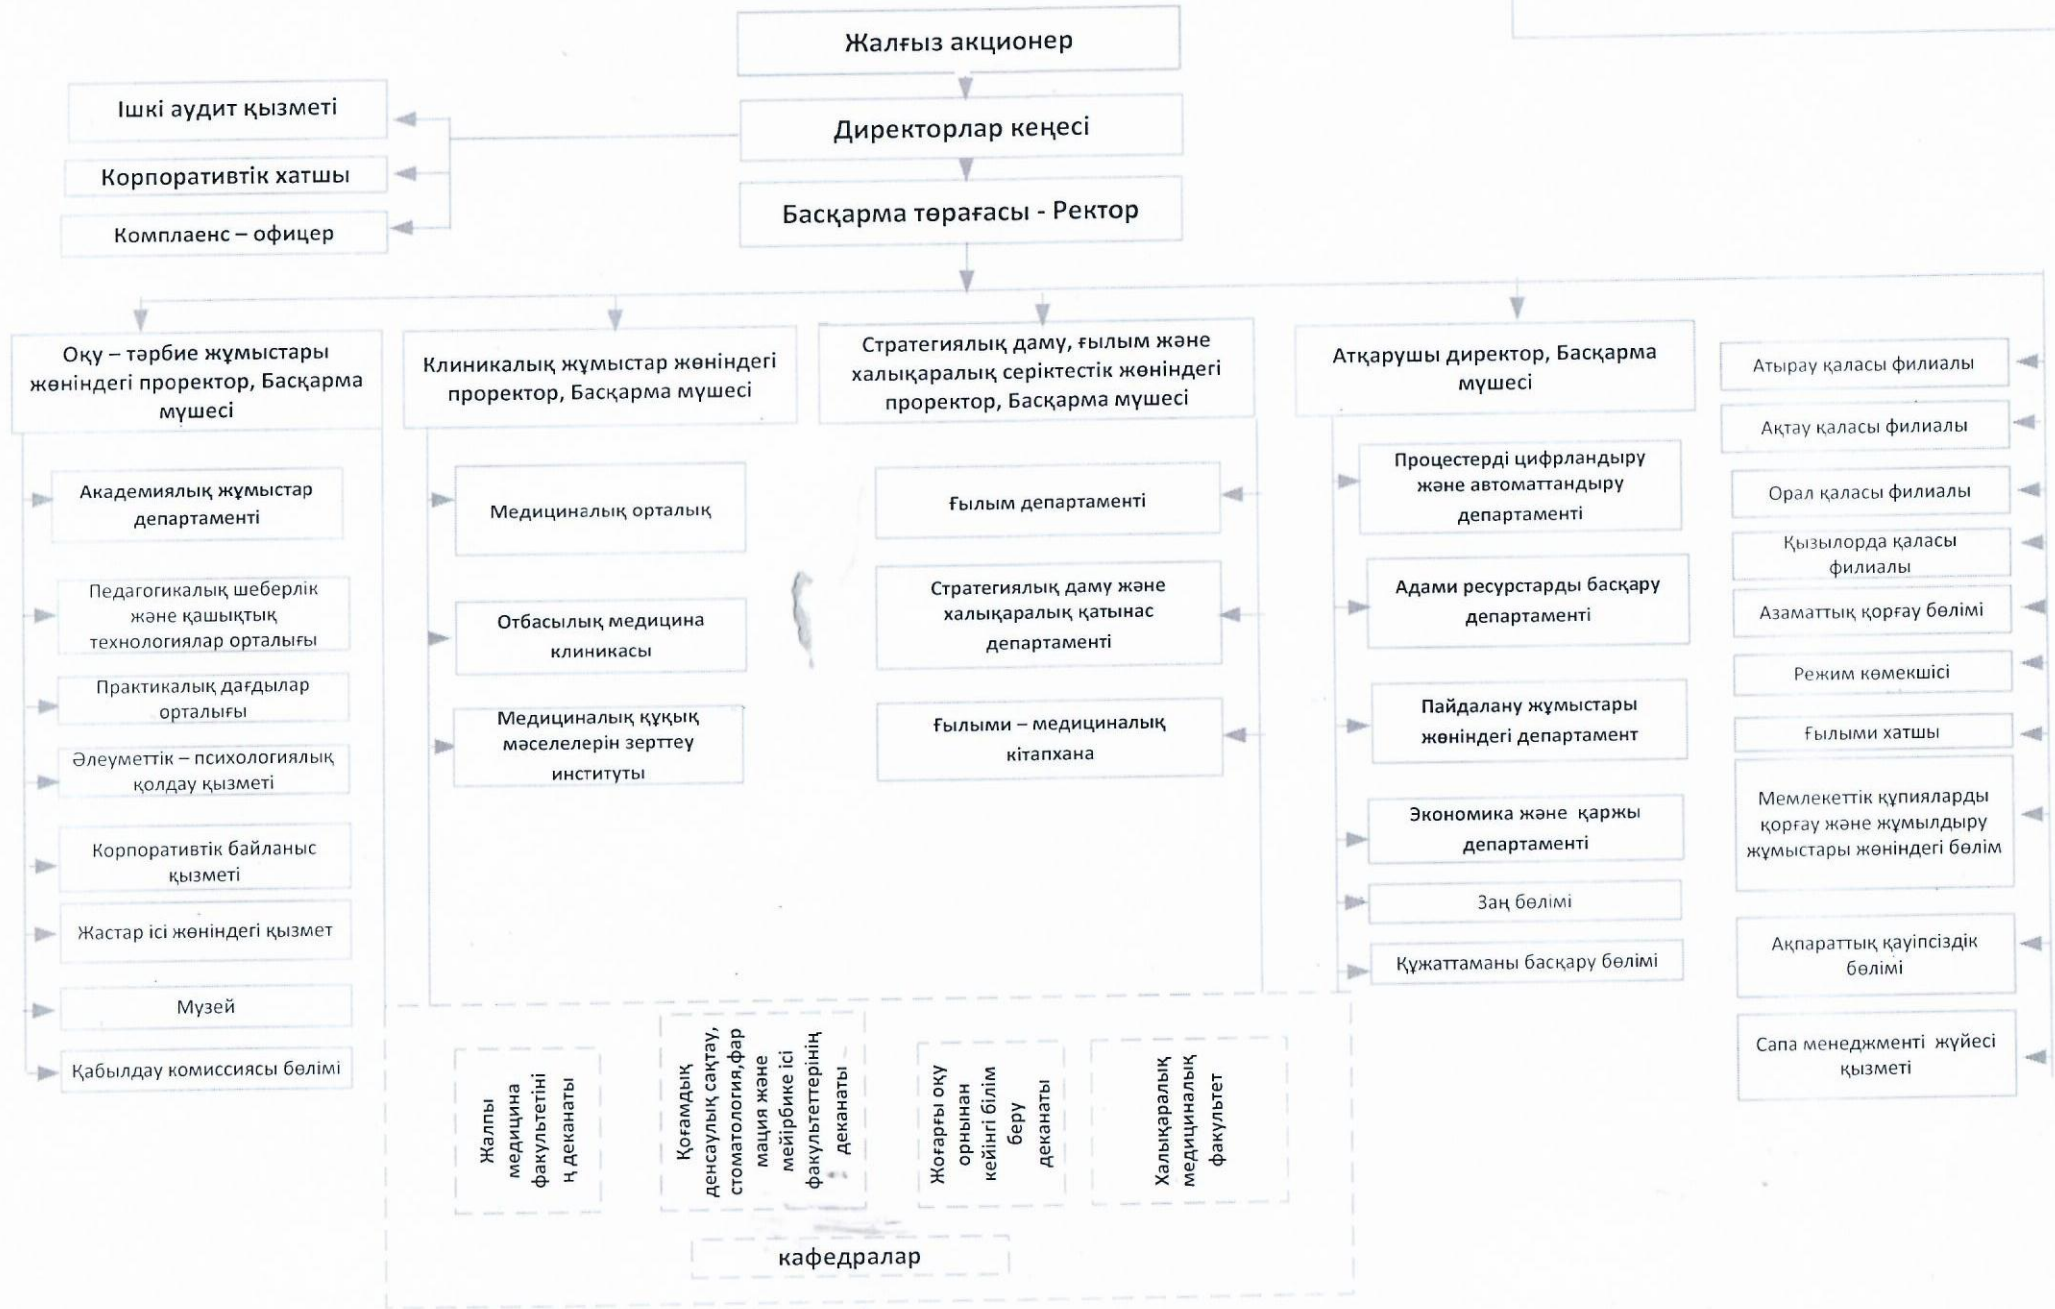 Жалғыз акционер
Директорлар кеңесі
Басқарма төрағасы - Ректор
Ішкі аудит қызметі
Корпоративтік хатшы
Комплаенс – офицер
Оқу – тәрбие жұмыстары
жөніндегі проректор, Басқарма
мүшесі
Академиялық жұмыстар
департаменті
Педагогикалық шеберлік
және қашықтық
технологиялар орталығы
Практикалық дағдылар
орталығы
Әлеуметтік – психологиялық
қолдау қызметі
Корпоративтік байланыс
қызметі
Жастар ісі жөніндегі қызмет
Музей
Қабылдау комиссиясы бөлімі
Клиникалық жұмыстар жөніндегі
проректор, Басқарма мүшесі
Медициналық орталық
Отбасылық медицина
клиникасы
Медициналық құқық
мәселелерін зерттеу
институты
Стратегиялық даму, ғылым және
халықаралық серіктестік жөніндегі
проректор, Басқарма мүшесі
Ғылым департаменті
Стратегиялық даму және
халықаралық қатынас
департаменті
Ғылыми – медициналық
кітапхана
Атқарушы директор, Басқарма
мүшесі
Процестерді цифрландыру
және автоматтандыру
департаменті
Адами ресурстарды басқару
департаменті
Пайдалану жұмыстары
жөніндегі департамент
Экономика және қаржы
департаменті
Заң бөлімі
Құжаттаманы басқару бөлімі
Атырау қаласы филиалы
Ақтау қаласы филиалы
Орал қаласы филиалы
Қызылорда қаласы
филиалы
Азаматтық қорғау бөлімі
Режим көмекшісі
Ғылыми хатшы
Мемлекеттік құпияларды
қорғау және жұмылдыру
жұмыстары жөніндегі бөлім
Ақпараттық қауіпсіздік
бөлімі
Сапа менеджменті жүйесі
қызметі
Жалпы
медицина
факультетіні
ң деканаты
Қоғамдық
денсаулық сақтау,
стоматология,фар
мация және
мейірбике ісі
факультеттерінің
деканаты
Жоғарғы оқу
орнынан
кейінгі білім
беру
деканаты
Халықаралық
медициналық
факультет
кафедралар